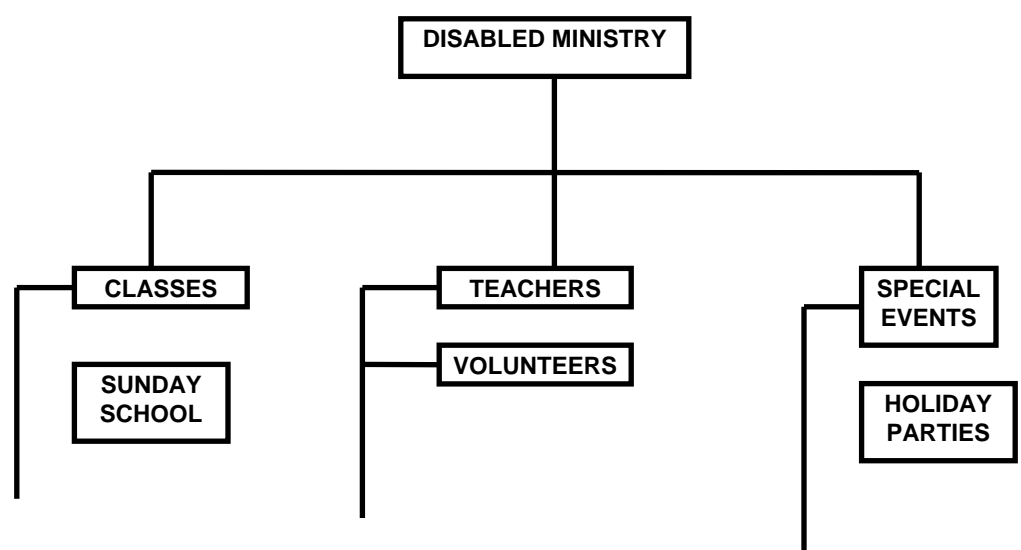 DISABLED MINISTRY
CLASSES
TEACHERS
SPECIAL
EVENTS
VOLUNTEERS
SUNDAY
SCHOOL
HOLIDAY
PARTIES